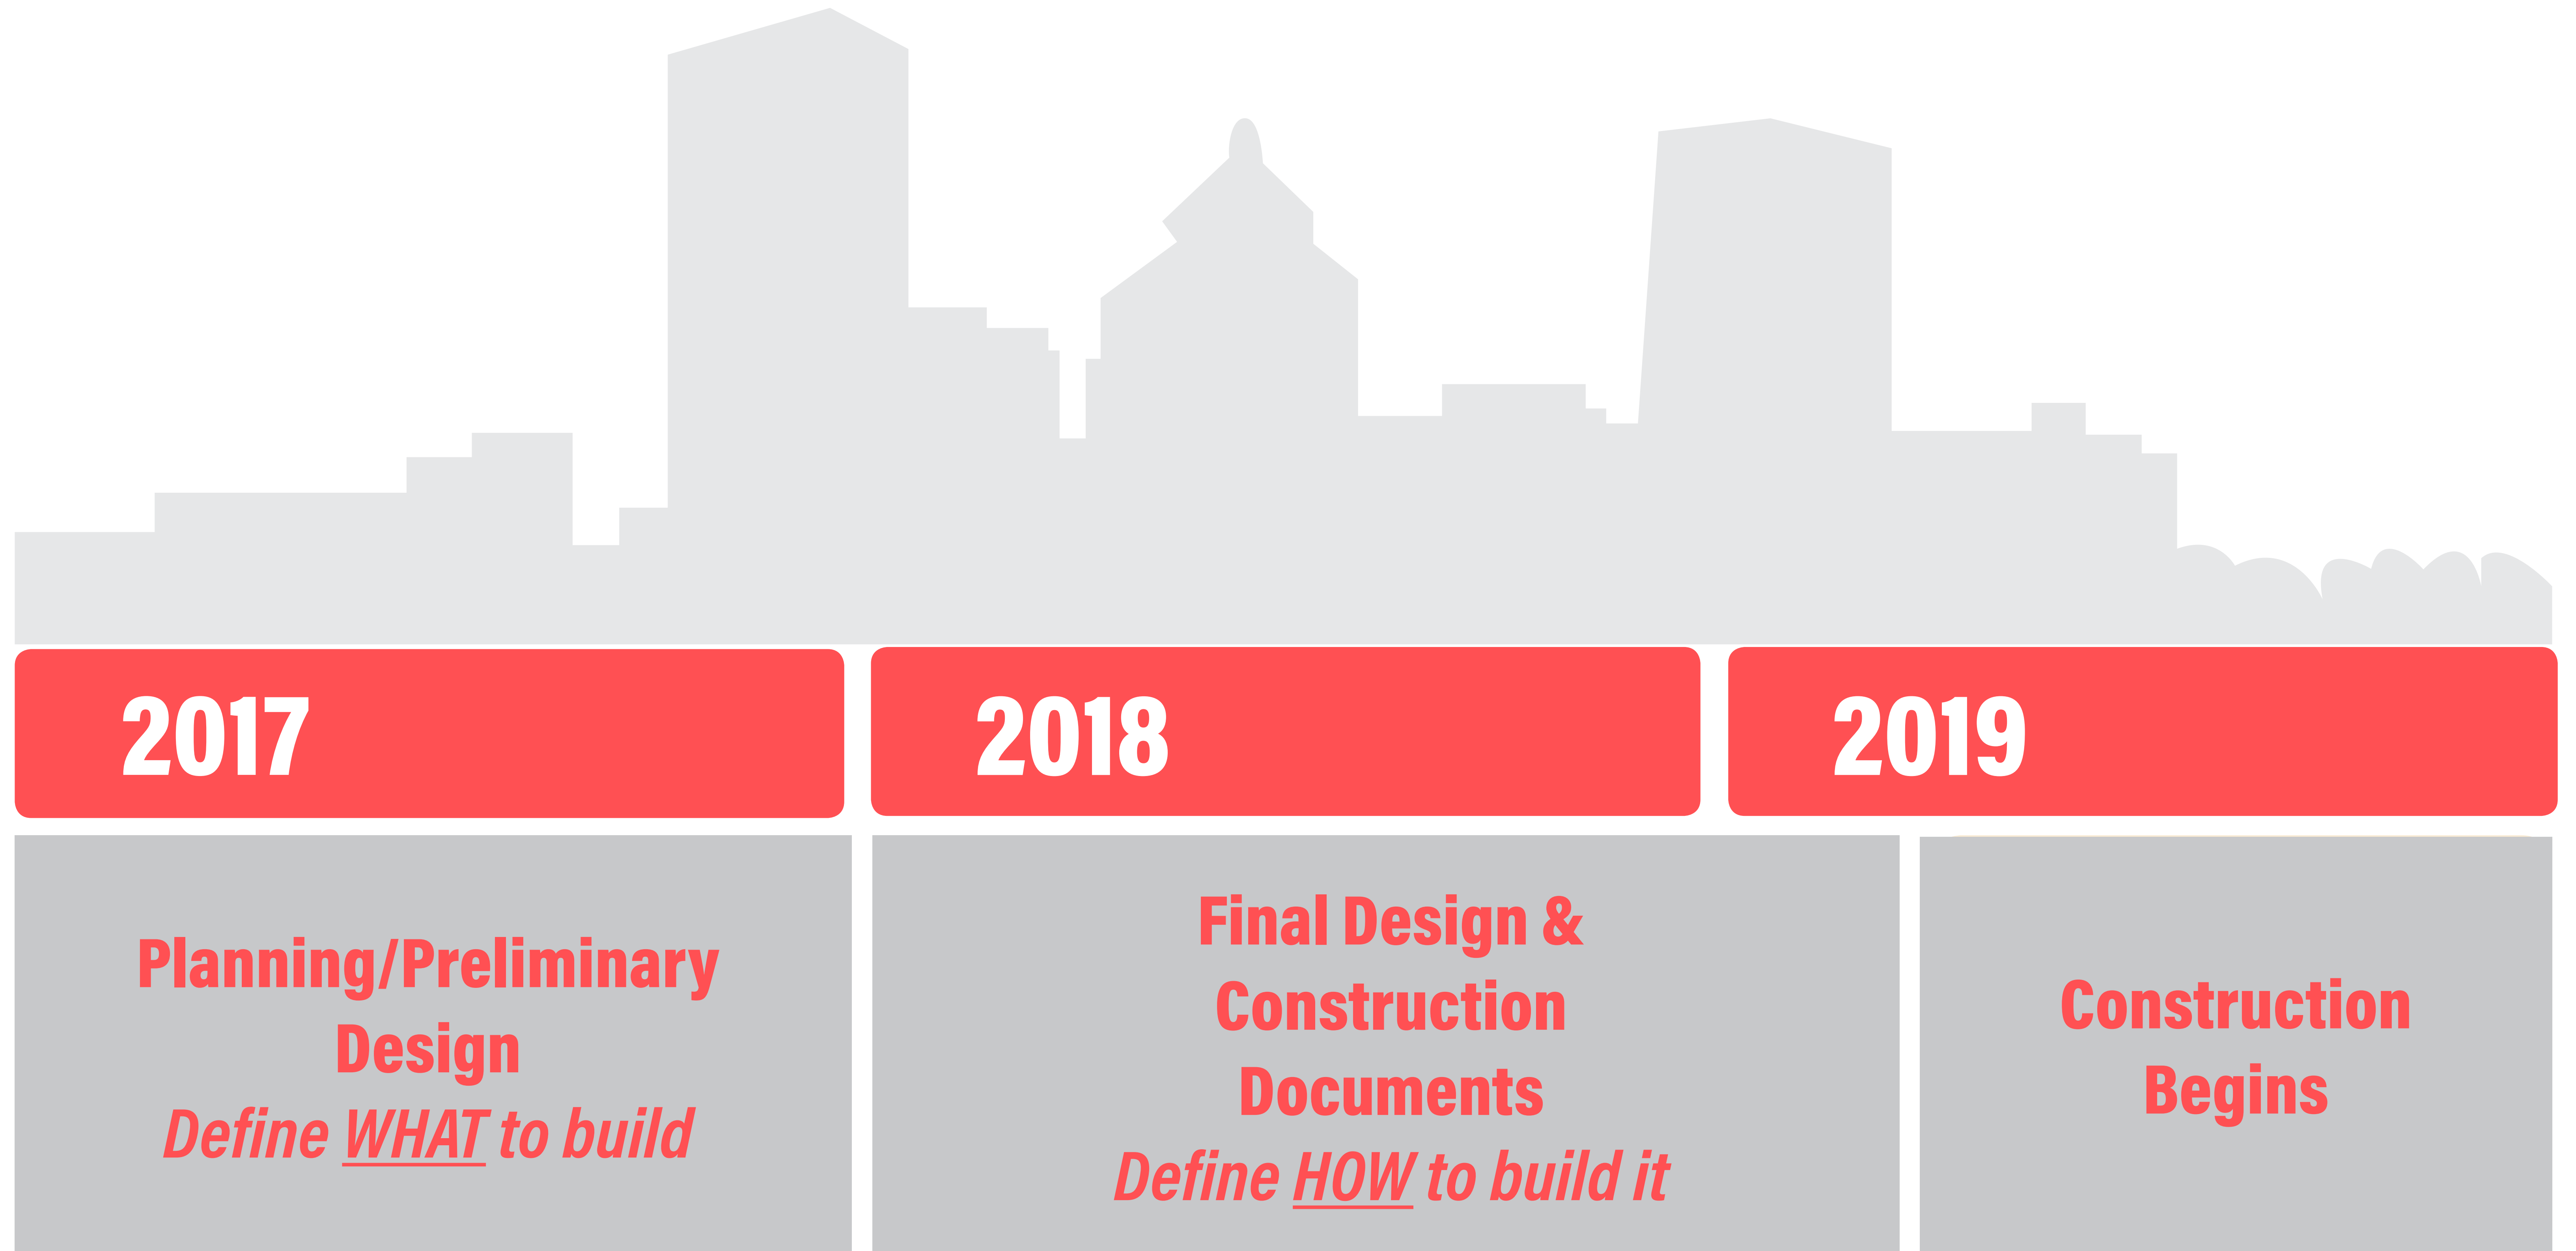 2017
2018
2019
Planning/Preliminary
Design
Define WHAT to build
Final Design &
Construction
Documents
Define HOW to build it
Construction
Begins